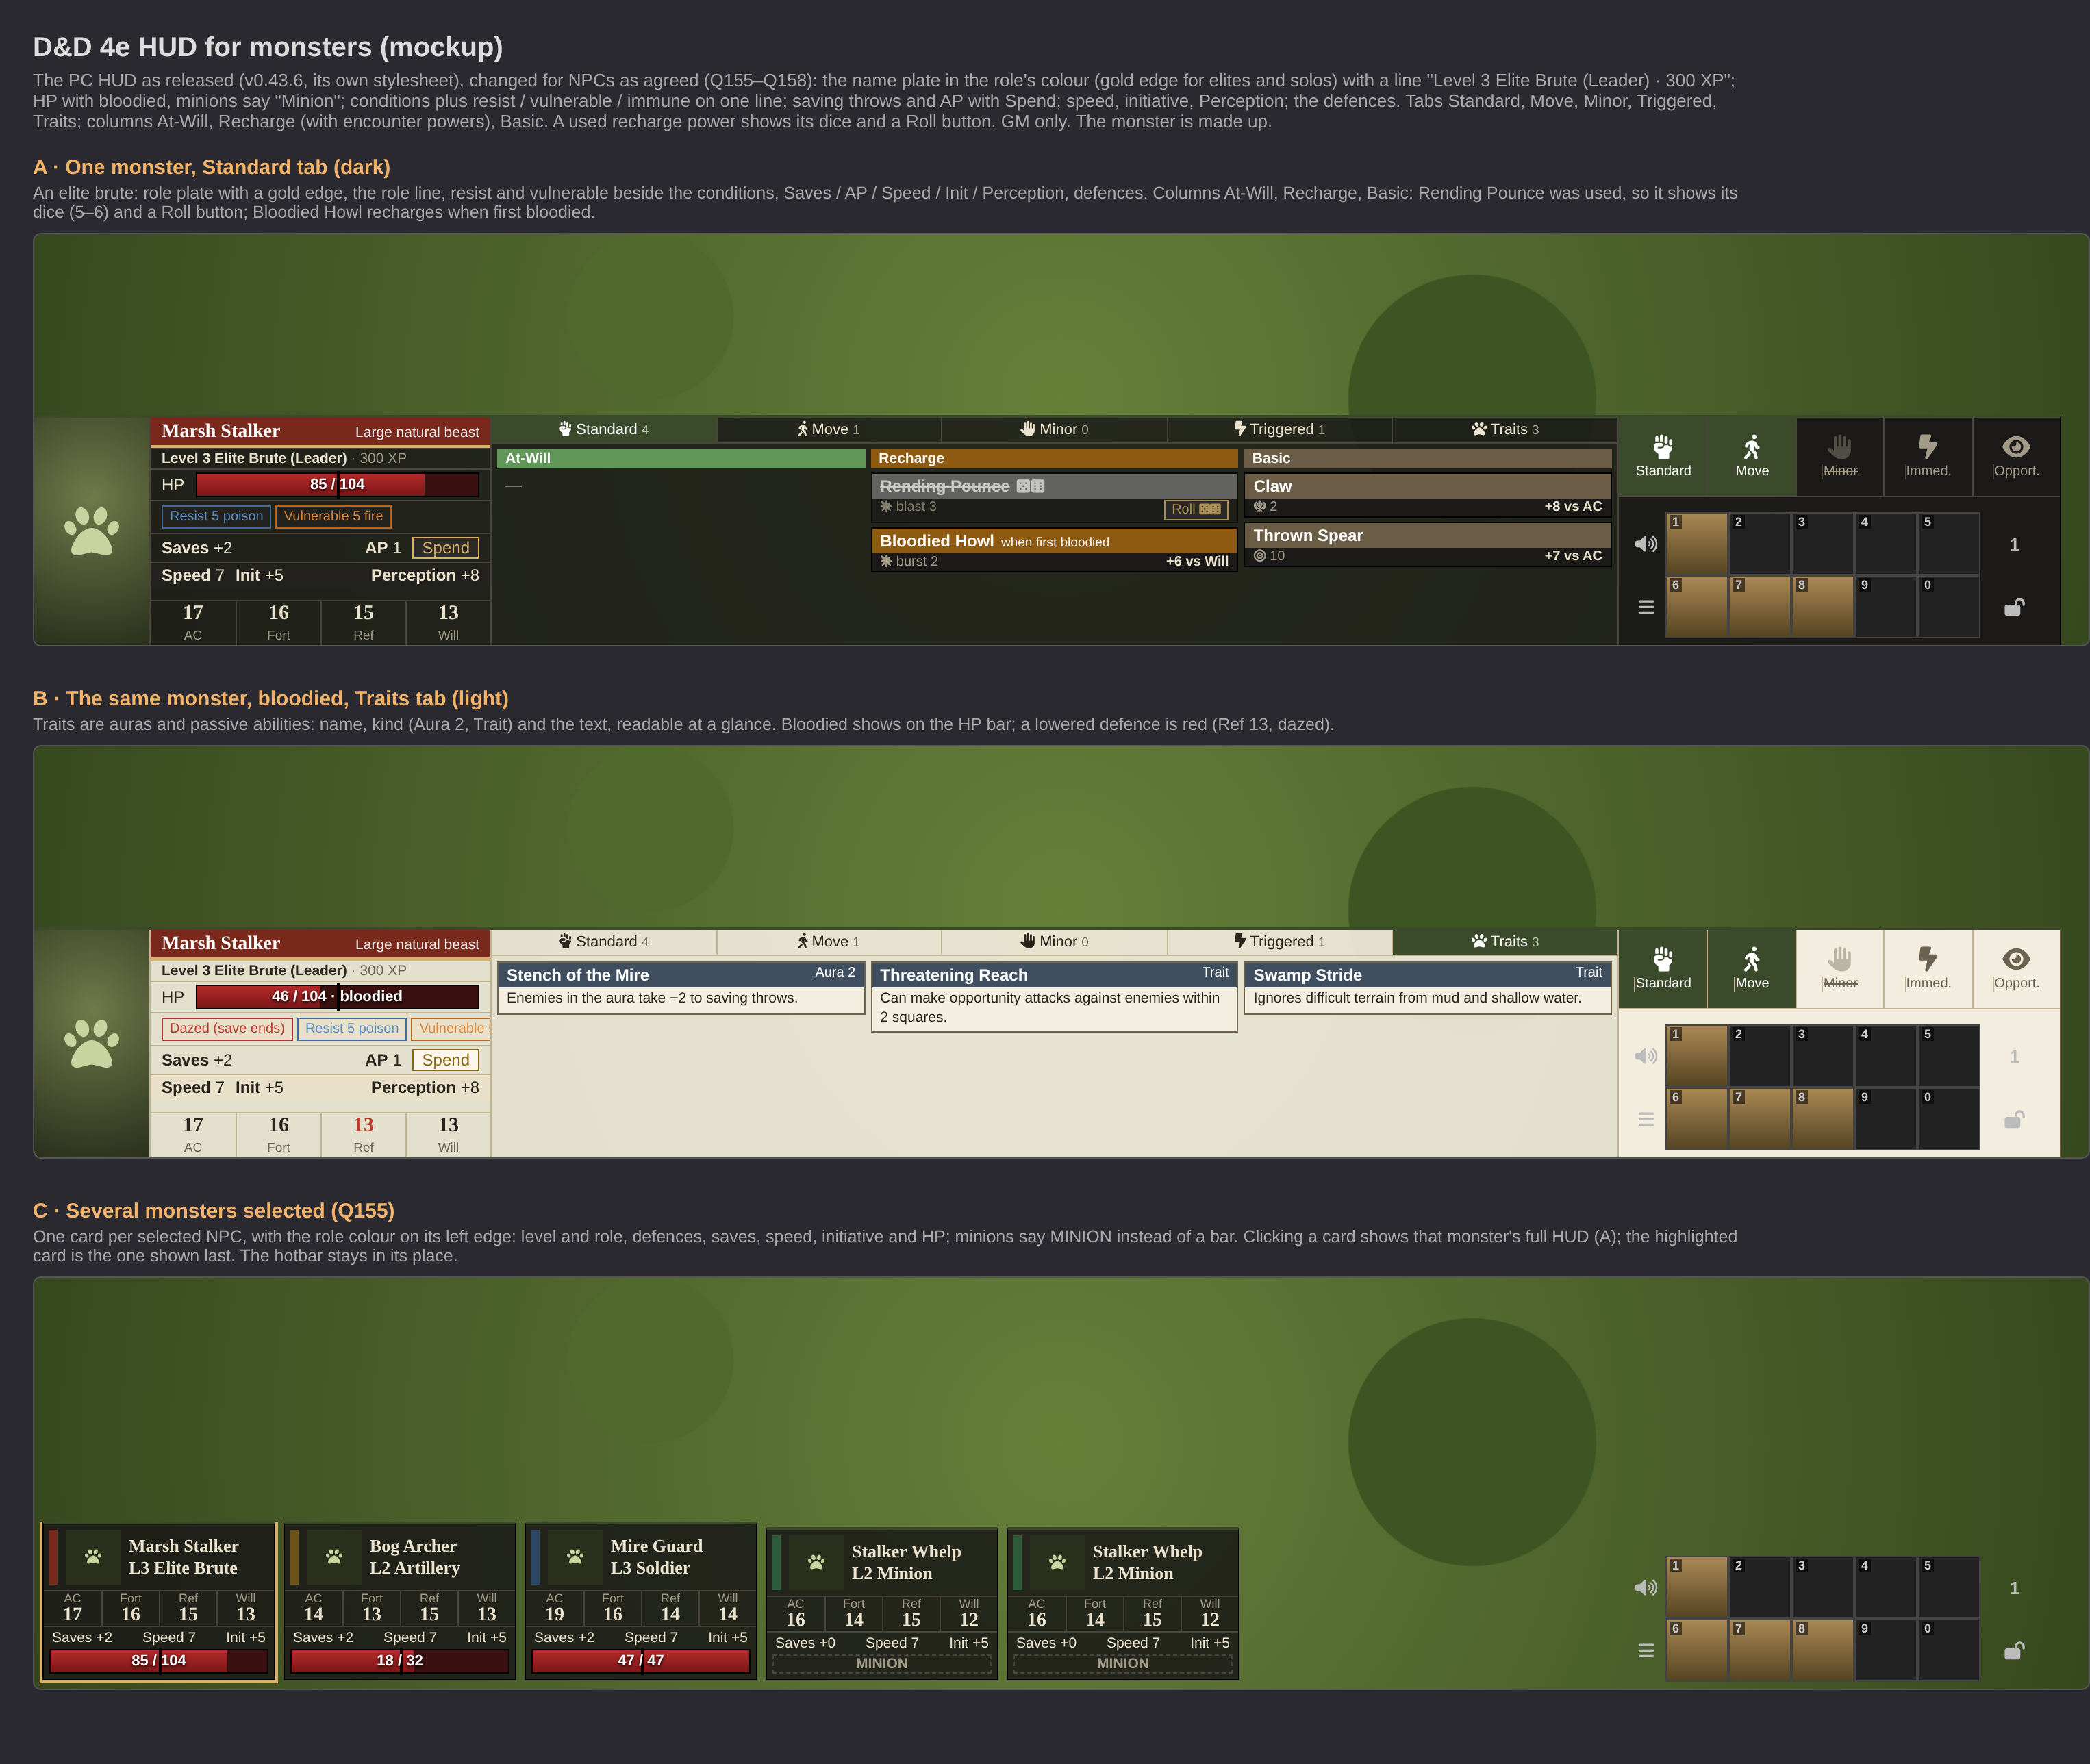 D&D 4e HUD for monsters (mockup)
The PC HUD as released (v0.43.6, its own stylesheet), changed for NPCs as agreed (Q155–Q158): the name plate in the role's colour (gold edge for elites and solos) with a line "Level 3 Elite Brute (Leader) · 300 XP";
HP with bloodied, minions say "Minion"; conditions plus resist / vulnerable / immune on one line; saving throws and AP with Spend; speed, initiative, Perception; the defences. Tabs Standard, Move, Minor, Triggered,
Traits; columns At-Will, Recharge (with encounter powers), Basic. A used recharge power shows its dice and a Roll button. GM only. The monster is made up.
A · One monster, Standard tab (dark)
An elite brute: role plate with a gold edge, the role line, resist and vulnerable beside the conditions, Saves / AP / Speed / Init / Perception, defences. Columns At-Will, Recharge, Basic: Rending Pounce was used, so it shows its
dice (5–6) and a Roll button; Bloodied Howl recharges when first bloodied.
Marsh Stalker Large natural beast
Level 3 Elite Brute (Leader) · 300 XP
HP 85 / 104
Resist 5 poison Vulnerable 5 fire
Saves +2 AP 1 Spend
Speed 7 Init +5 Perception +8
17 16 15 13
AC Fort Ref Will
Standard 4 Move 1 Minor 0 Triggered 1 Traits 3
At-Will Recharge Basic
—
Rending Pounce
blast 3 Roll
Bloodied Howl when first bloodied
burst 2 +6 vs Will
Claw
2 +8 vs AC
Thrown Spear
10 +7 vs AC
Standard Move Minor Immed. Opport.
1 2 3 4 5 1
6 7 8 9 0
B · The same monster, bloodied, Traits tab (light)
Traits are auras and passive abilities: name, kind (Aura 2, Trait) and the text, readable at a glance. Bloodied shows on the HP bar; a lowered defence is red (Ref 13, dazed).
Marsh Stalker Large natural beast
Level 3 Elite Brute (Leader) · 300 XP
HP 46 / 104 · bloodied
Dazed (save ends) Resist 5 poison Vulnerable
Saves +2 AP 1 Spend
Speed 7 Init +5 Perception +8
17 16 13 13
AC Fort Ref Will
Standard 4 Move 1 Minor 0 Triggered 1 Traits 3
Stench of the Mire Aura 2
Enemies in the aura take −2 to saving throws.
Threatening Reach Trait
Can make opportunity attacks against enemies within
2 squares.
Swamp Stride Trait
Ignores difficult terrain from mud and shallow water.
Standard Move Minor Immed. Opport.
1 2 3 4 5 1
6 7 8 9 0
C · Several monsters selected (Q155)
One card per selected NPC, with the role colour on its left edge: level and role, defences, saves, speed, initiative and HP; minions say MINION instead of a bar. Clicking a card shows that monster's full HUD (A); the highlighted
card is the one shown last. The hotbar stays in its place.
Marsh Stalker
L3 Elite Brute
AC Fort Ref Will
17 16 15 13
Saves +2 Speed 7 Init +5
85 / 104
Bog Archer
L2 Artillery
AC Fort Ref Will
14 13 15 13
Saves +2 Speed 7 Init +5
18 / 32
Mire Guard
L3 Soldier
AC Fort Ref Will
19 16 14 14
Saves +2 Speed 7 Init +5
47 / 47
Stalker Whelp
L2 Minion
AC Fort Ref Will
16 14 15 12
Saves +0 Speed 7 Init +5
MINION
Stalker Whelp
L2 Minion
AC Fort Ref Will
16 14 15 12
Saves +0 Speed 7 Init +5
MINION
1 2 3 4 5 1
6 7 8 9 0